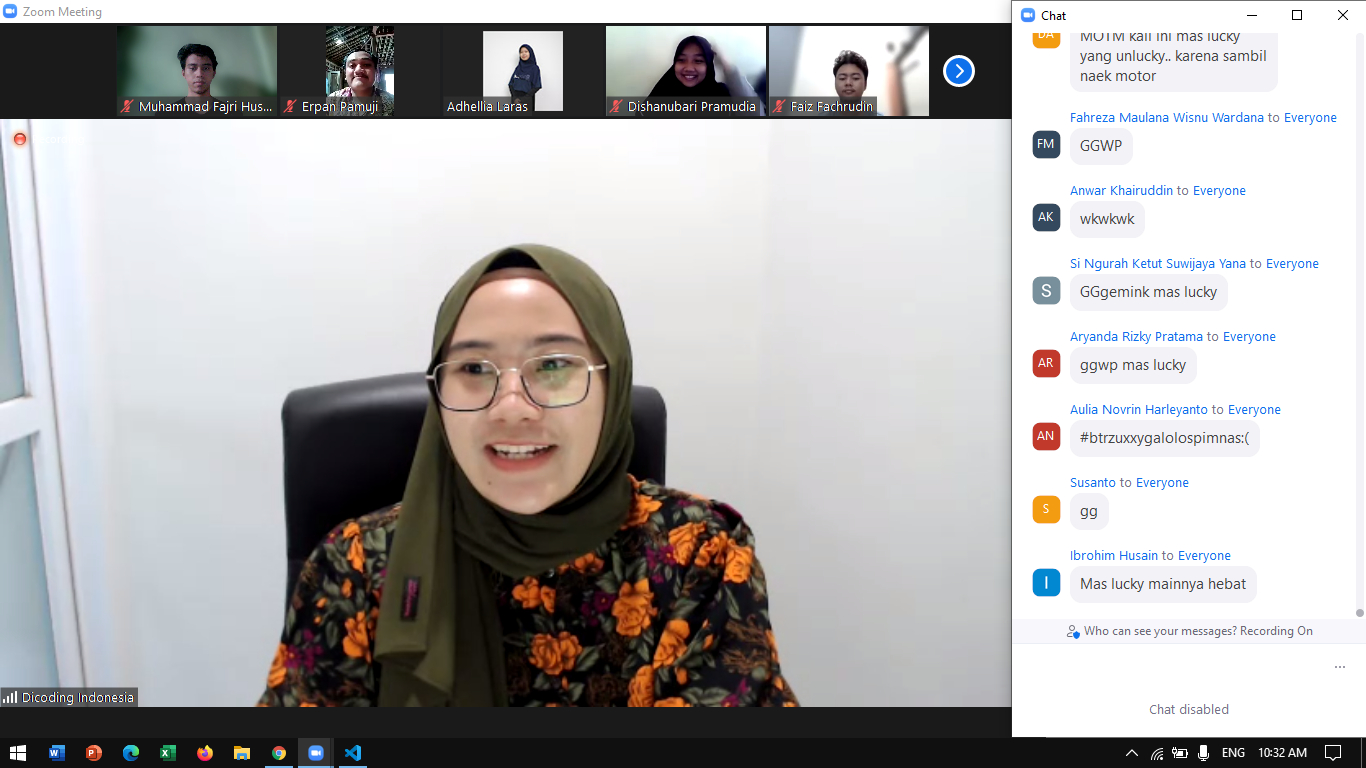 Zoom Meeting
Muhammad Fajri Hus...
Erpan Pamuji
Adhellia Laras
Dishanubari Pramudia
Faiz Fachrudin
Dicoding Indonesia
Chat
DA
MOTM kali ini mas lucky
yang unlucky.. karena sambil
naek motor
Fahreza Maulana Wisnu Wardana to Everyone
FM
GGWP
Anwar Khairuddin to Everyone
AK
wkwkwk
Si Ngurah Ketut Suwijaya Yana to Everyone
S
GGgemink mas lucky
Aryanda Rizky Pratama to Everyone
AR
ggwp mas lucky
Aulia Novrin Harleyanto to Everyone
AN
#btrzuxxygalolospimnas:(
Susanto to Everyone
S
gg
Ibrohim Husain to Everyone
I
Mas lucky mainnya hebat
Who can see your messages? Recording On
...
Chat disabled
ENG
10:32 AM